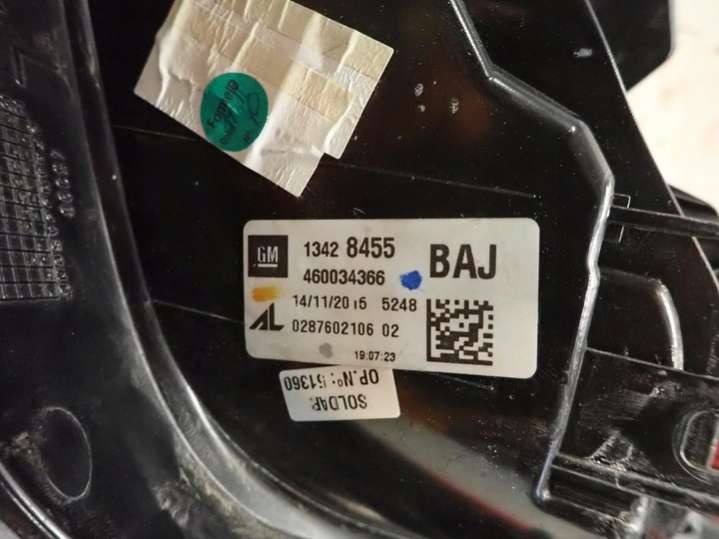 GM
1342 8455
BAJ
460034366
14/11/2015 5248
AL
0287602106 02
19:07:23
SOLDAR
OP.Nº: 51360